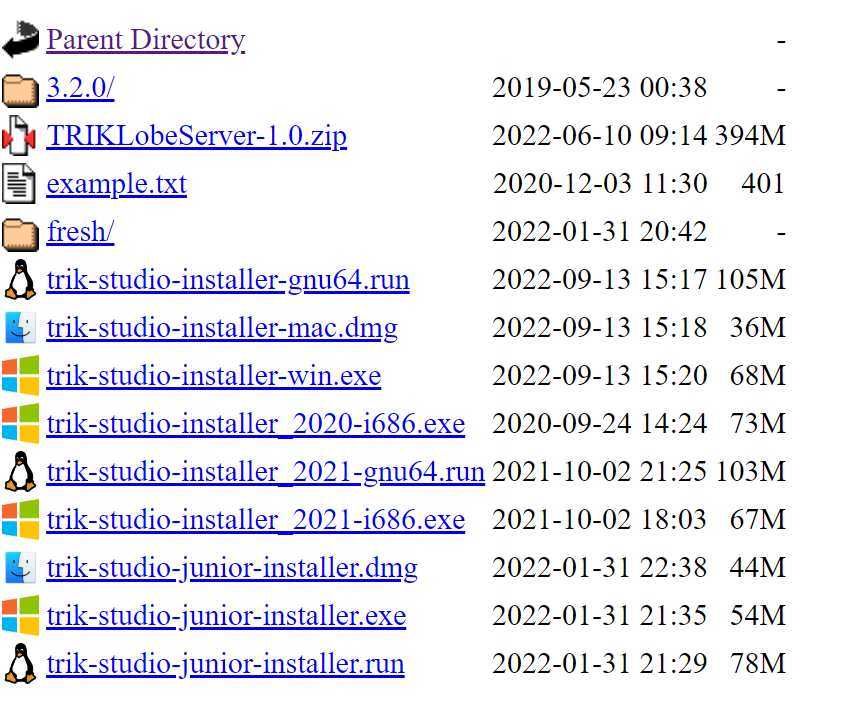 Parent Directory -
3.2.0/ 2019-05-23 00:38 -
TRIKLobeServer-1.0.zip 2022-06-10 09:14 394M
example.txt 2020-12-03 11:30 401
fresh/ 2022-01-31 20:42 -
trik-studio-installer-gnu64.run 2022-09-13 15:17 105M
trik-studio-installer-mac.dmg 2022-09-13 15:18 36M
trik-studio-installer-win.exe 2022-09-13 15:20 68M
trik-studio-installer_2020-i686.exe 2020-09-24 14:24 73M
trik-studio-installer_2021-gnu64.run 2021-10-02 21:25 103M
trik-studio-installer_2021-i686.exe 2021-10-02 18:03 67M
trik-studio-junior-installer.dmg 2022-01-31 22:38 44M
trik-studio-junior-installer.exe 2022-01-31 21:35 54M
trik-studio-junior-installer.run 2022-01-31 21:29 78M